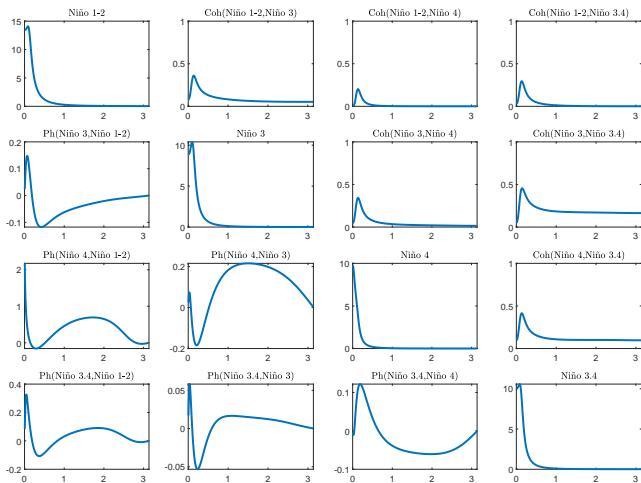 Niño 1-2
15
10
5
0
0 1 2 3
Coh(Niño 1-2,Niño 3)
1
0.5
0
0 1 2 3
Coh(Niño 1-2,Niño 4)
1
0.5
0
0 1 2 3
Coh(Niño 1-2,Niño 3.4)
1
0.5
0
0 1 2 3
Ph(Niño 3,Niño 1-2)
0.2
0.1
0
-0.1
0 1 2 3
Niño 3
10
5
0
0 1 2 3
Coh(Niño 3,Niño 4)
1
0.5
0
0 1 2 3
Coh(Niño 3,Niño 3.4)
1
0.5
0
0 1 2 3
Ph(Niño 4,Niño 1-2)
2
1
0
0 1 2 3
Ph(Niño 4,Niño 3)
0.2
0
-0.2
0 1 2 3
Niño 4
10
5
0
0 1 2 3
Coh(Niño 4,Niño 3.4)
1
0.5
0
0 1 2 3
Ph(Niño 3.4,Niño 1-2)
0.4
0.2
0
-0.2
0 1 2 3
Ph(Niño 3.4,Niño 3)
0.05
0
-0.05
0 1 2 3
Ph(Niño 3.4,Niño 4)
0.1
0
-0.1
0 1 2 3
Niño 3.4
10
5
0
0 1 2 3